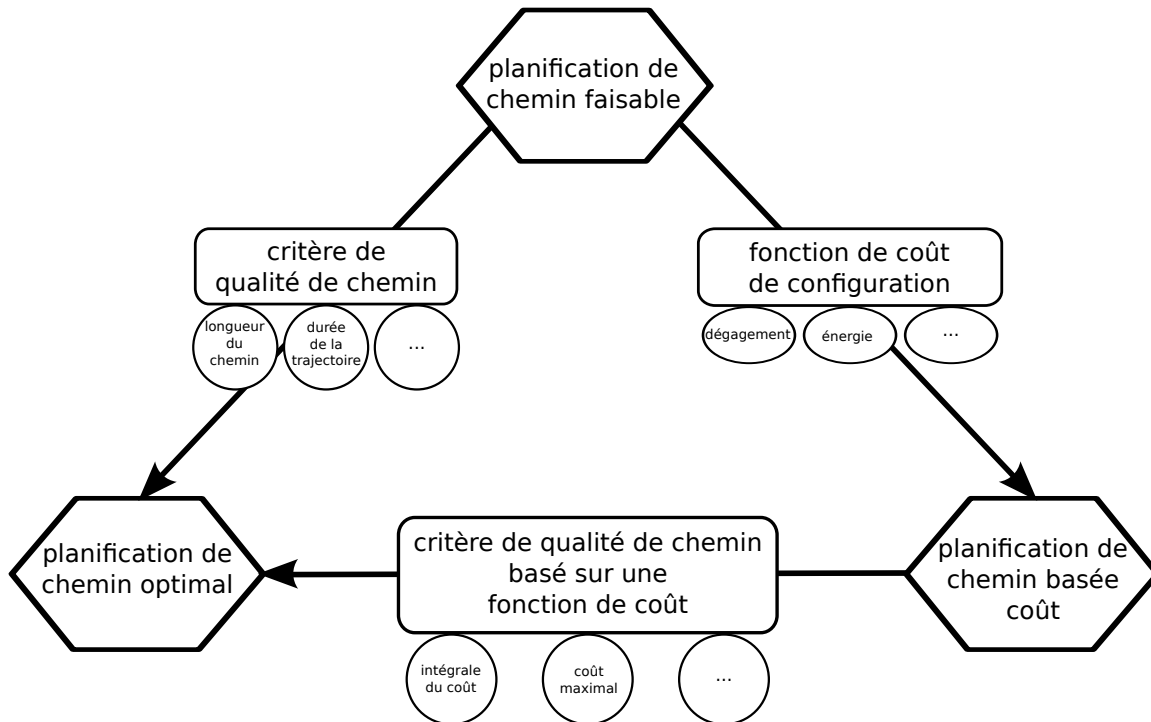 planification de
chemin faisable
critère de
qualité de chemin
longueur
du
chemin
durée
de la
trajectoire
...
fonction de coût
de configuration
dégagement
énergie
...
planification de
chemin optimal
critère de qualité de chemin
basé sur une
fonction de coût
intégrale
du coût
coût
maximal
...
planification de
chemin basée
coût